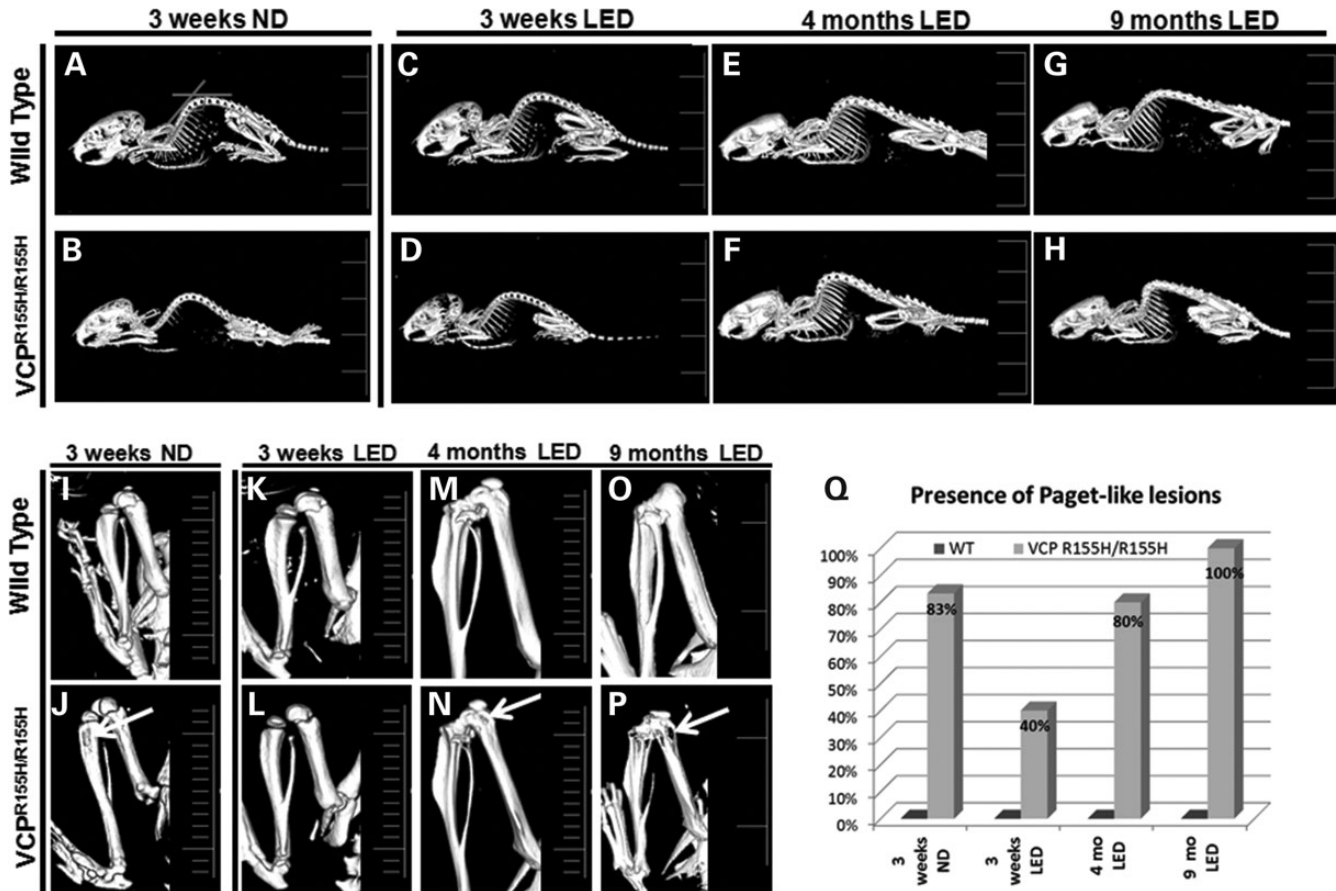 3 weeks ND 3 weeks LED 4 months LED 9 months LED
Wild Type
A C E G
VCPR155H/R155H
B D F H
3 weeks ND 3 weeks LED 4 months LED 9 months LED
Wild Type
I K M O
VCPR155H/R155H
J L N P
Q
Presence of Paget-like lesions
WT VCP R155H/R155H
100%
90%
80%
70%
60%
50%
40%
30%
20%
10%
0%
83%
40%
80%
100%
3 weeks ND
3 weeks LED
4 mo LED
9 mo LED